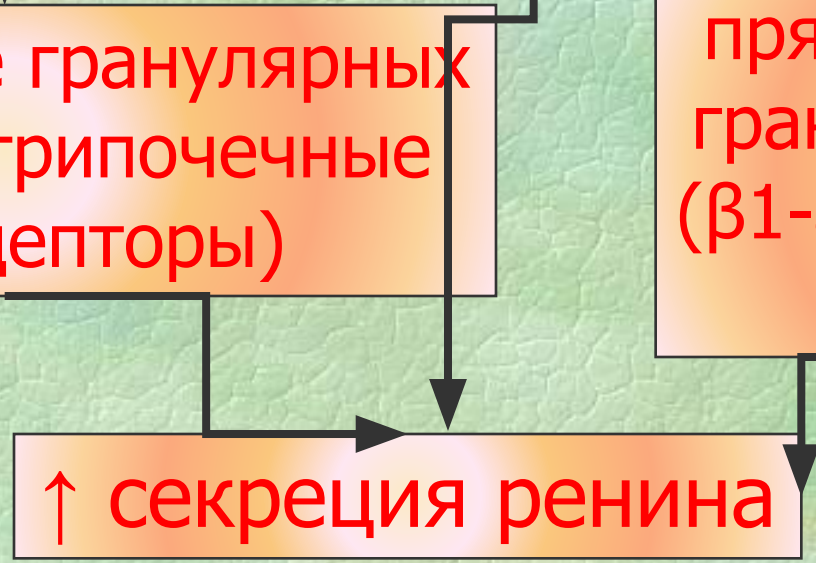 гранулярных
трипочечные
цепторы)
пря
гран
(β1-
↑ секреция ренина